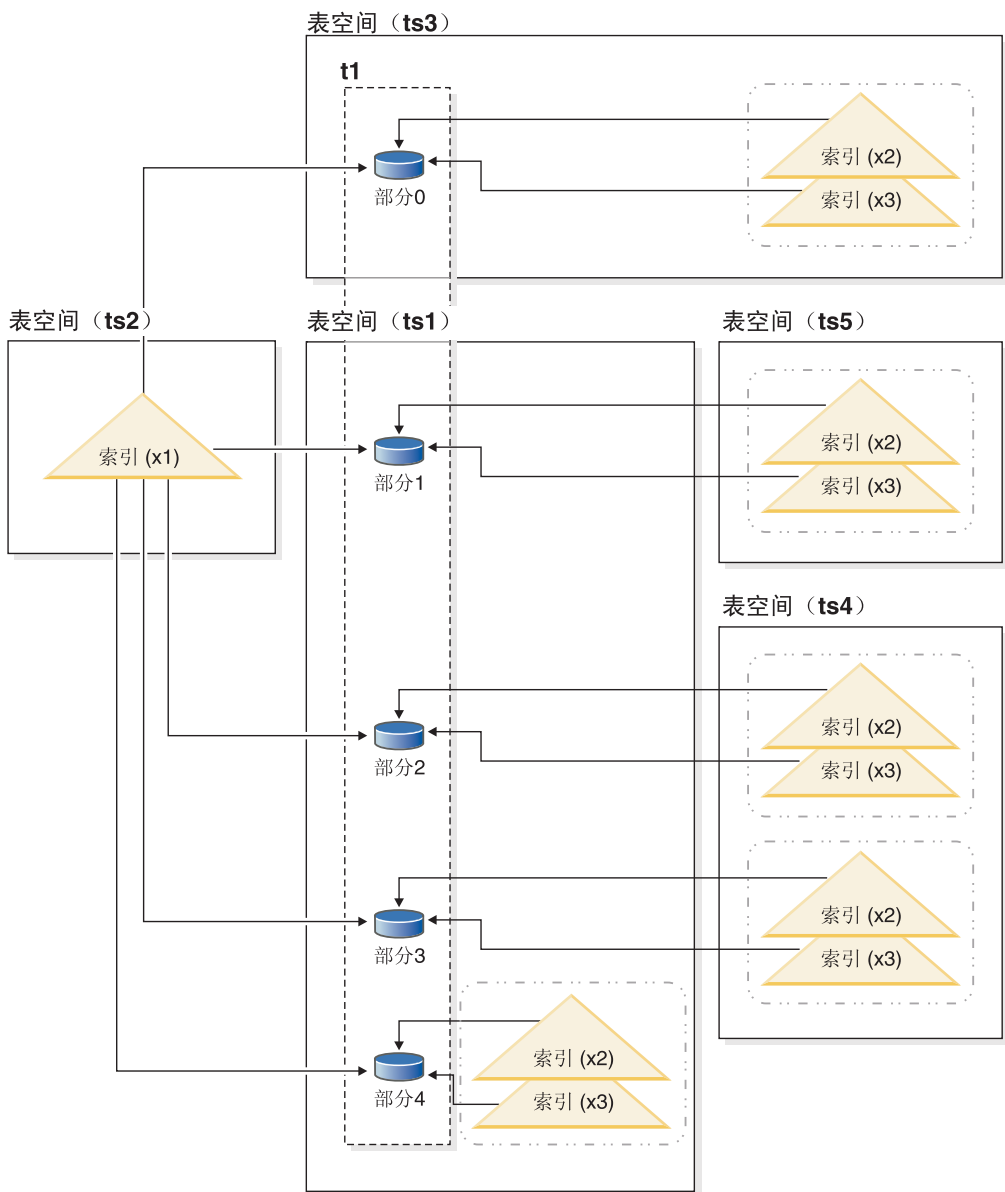 表空间（ts3）
t1
部分0
索引 (x2)
索引 (x3)
表空间（ts2）
索引 (x1)
表空间（ts1）
部分1
部分2
部分3
部分4
索引 (x2)
索引 (x3)
表空间（ts5）
索引 (x2)
索引 (x3)
表空间（ts4）
索引 (x2)
索引 (x3)
索引 (x2)
索引 (x3)